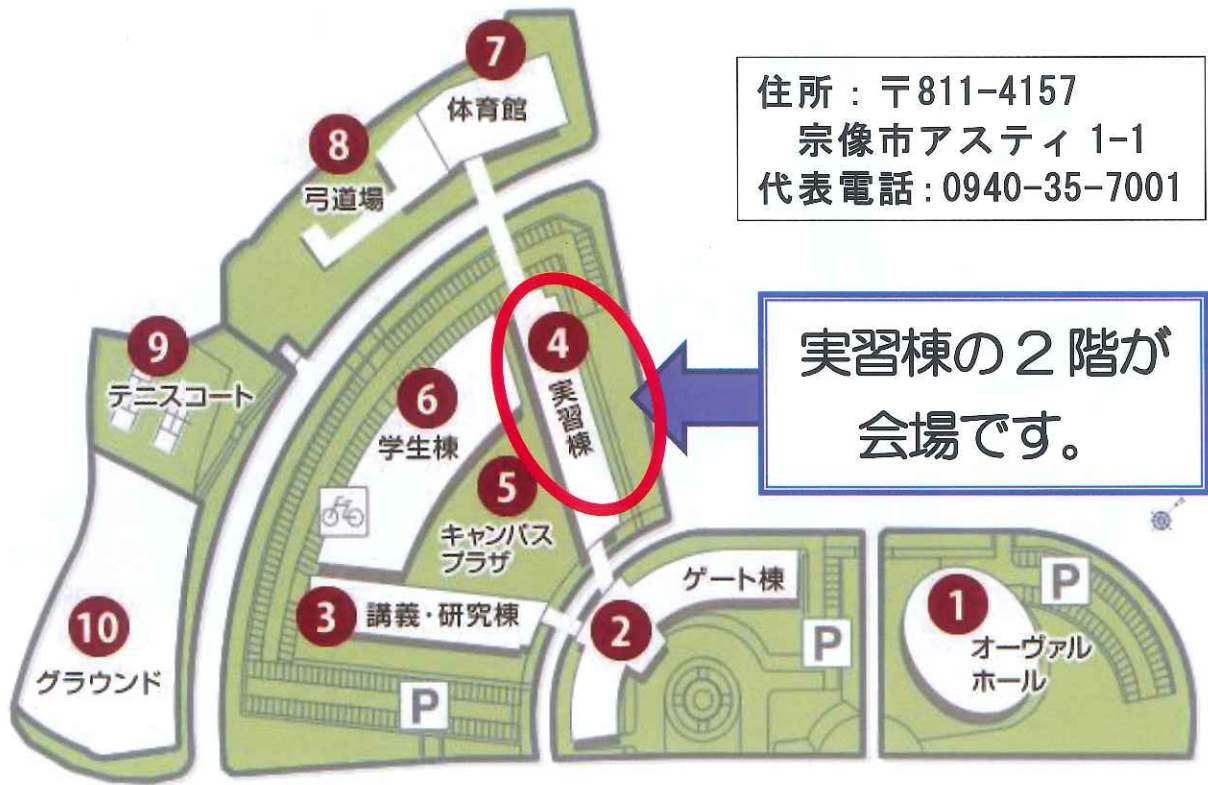 7
体育館
8
弓道場
住所：〒811-4157
宗像市アスティ 1-1
代表電話：0940-35-7001
9
テニスコート
6
学生棟
4
実習棟
実習棟の２階が
会場です。
5
キャンパス
プラザ
3
講義・研究棟
2
ゲート棟
P
1
オーヴァル
ホール
P
10
グラウンド
P